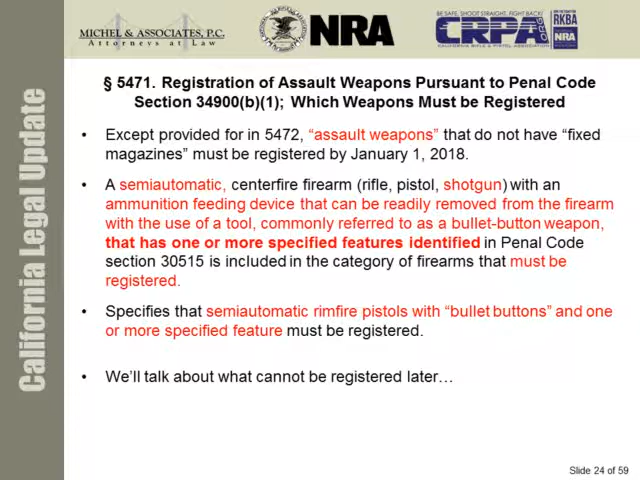 MICHEL & ASSOCIATES, P.C.
Attorneys at Law
NRA
BE SAFE, SHOOT STRAIGHT, FIGHT BACK!
CRPA.ORG
CALIFORNIA RIFLE & PISTOL ASSOCIATION
RKBA
NRA
California Legal Update
§ 5471. Registration of Assault Weapons Pursuant to Penal Code
Section 34900(b)(1); Which Weapons Must be Registered
• Except provided for in 5472, “assault weapons” that do not have “fixed
magazines” must be registered by January 1, 2018.
• A semiautomatic, centerfire firearm (rifle, pistol, shotgun) with an
ammunition feeding device that can be readily removed from the firearm
with the use of a tool, commonly referred to as a bullet-button weapon,
that has one or more specified features identified in Penal Code
section 30515 is included in the category of firearms that must be
registered.
• Specifies that semiautomatic rimfire pistols with “bullet buttons” and one
or more specified feature must be registered.
• We’ll talk about what cannot be registered later…
Slide 24 of 59